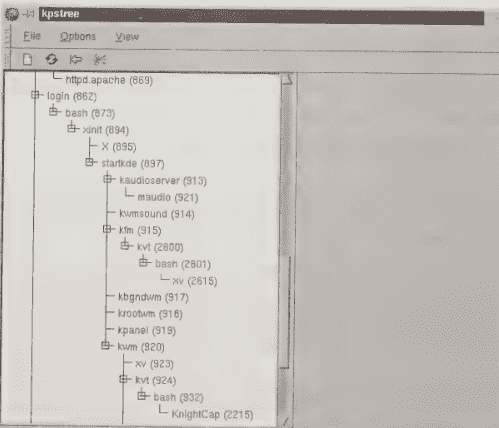 kpstree
File Options View
httpd.apache (869)
login (862)
bash (873)
xinit (894)
X (895)
startkde (897)
kaudioserver (913)
maudio (921)
kwmsound (914)
kfm (915)
kvt (2600)
bash (2601)
xv (2615)
kbgndwm (917)
krootwm (918)
kpanel (919)
kwm (920)
xv (923)
kvt (924)
bash (932)
KnightCap (2215)